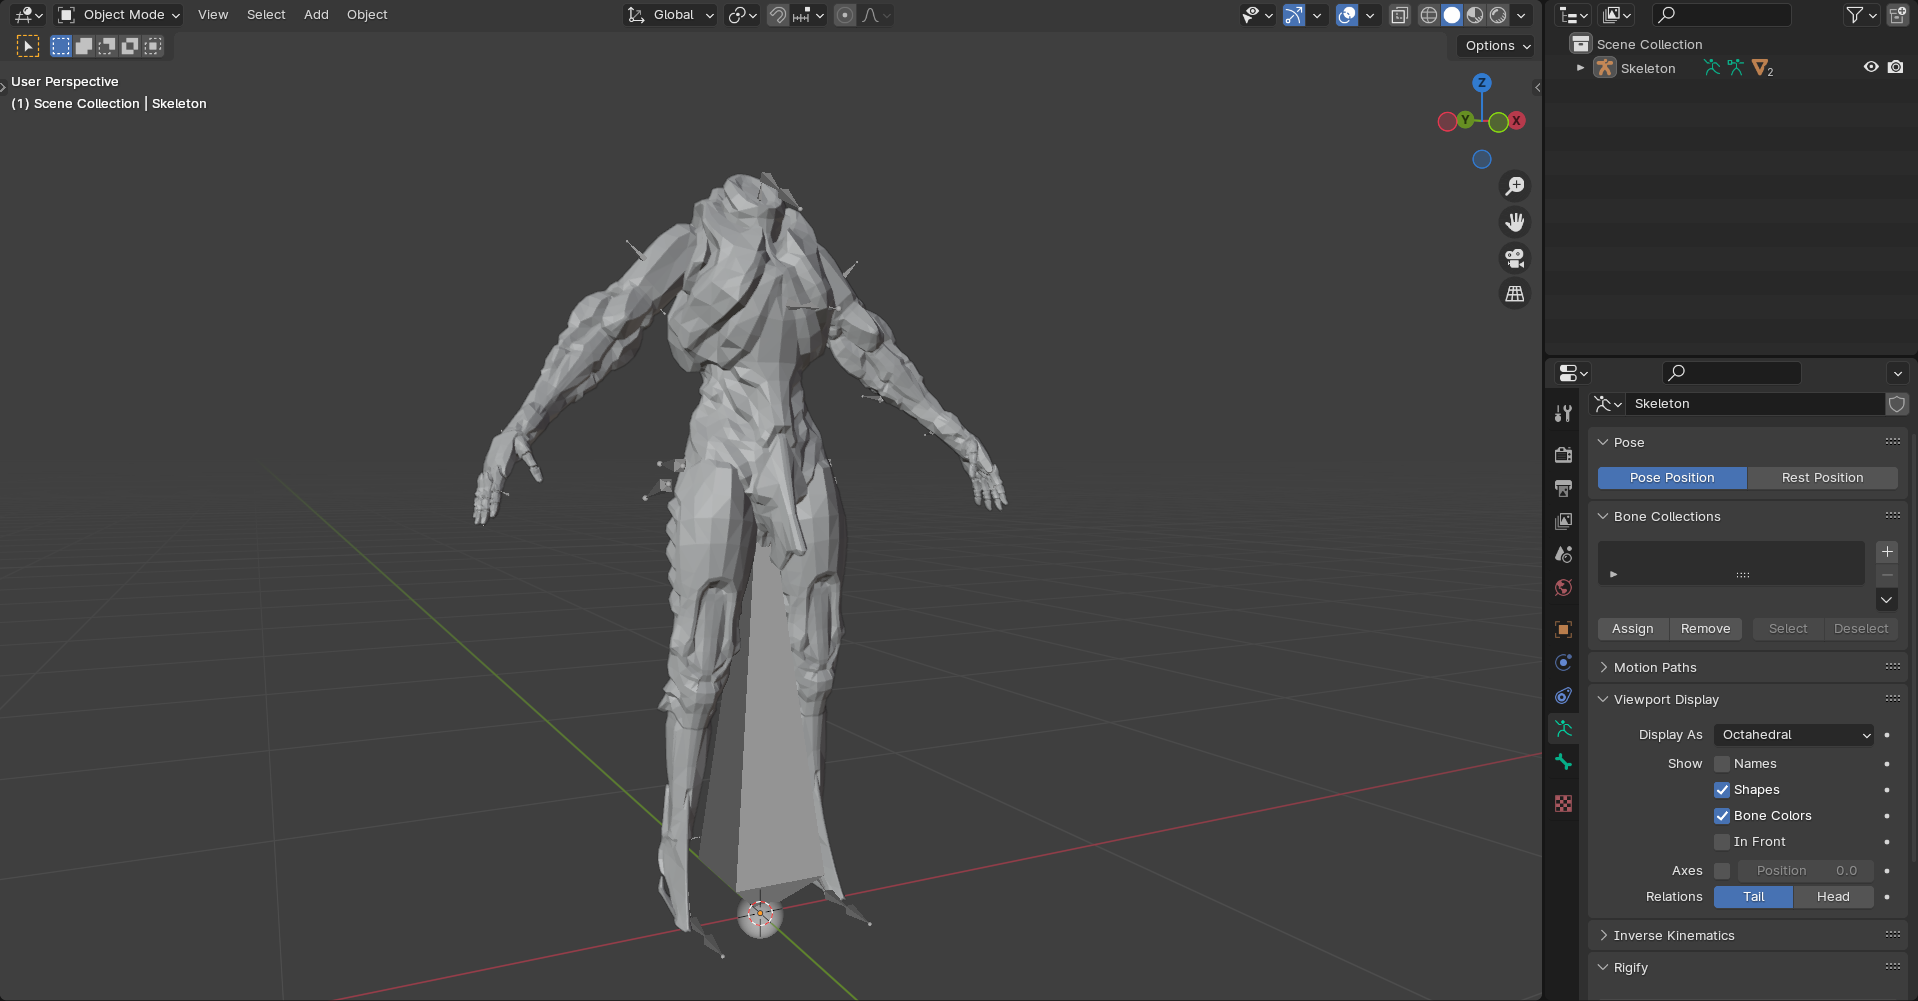 Object Mode
View
Select
Add
Object
Global
Options
User Perspective
(1) Scene Collection | Skeleton
Z
Y
X
Scene Collection
Skeleton
2
Skeleton
Pose
Pose Position
Rest Position
Bone Collections
Assign
Remove
Select
Deselect
Motion Paths
Viewport Display
Display As
Octahedral
Show
Names
Shapes
Bone Colors
In Front
Axes
Position
0.0
Relations
Tail
Head
Inverse Kinematics
Rigify